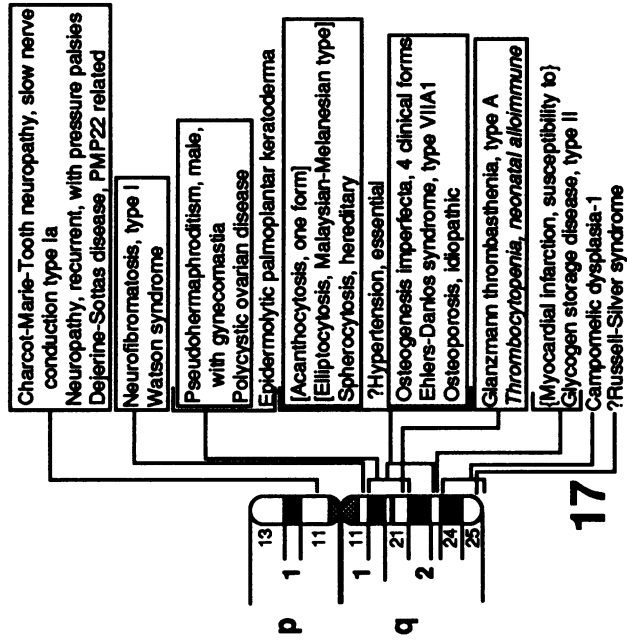 Charcot-Marie-Tooth neuropathy, slow nerve
conduction type Ia
Neuropathy, recurrent, with pressure palsies
Dejerine-Sottas disease, PMP22 related
Neurofibromatosis, type I
Watson syndrome
Pseudohermaphroditism, male,
with gynecomastia
Polycystic ovarian disease
Epidermolytic palmoplantar keratoderma
[Acanthocytosis, one form]
[Elliptocytosis, Malaysian-Melanesian type]
Spherocytosis, hereditary
?Hypertension, essential
Osteogenesis imperfecta, 4 clinical forms
Ehlers-Danlos syndrome, type VIIA1
Osteoporosis, idiopathic
Glanzmann thrombasthenia, type A
Thrombocytopenia, neonatal alloimmune
{Myocardial infarction, susceptibility to}
Glycogen storage disease, type II
Campomelic dysplasia-1
?Russell-Silver syndrome
13
11
11
21
24
25
1
1
2
p
q
17